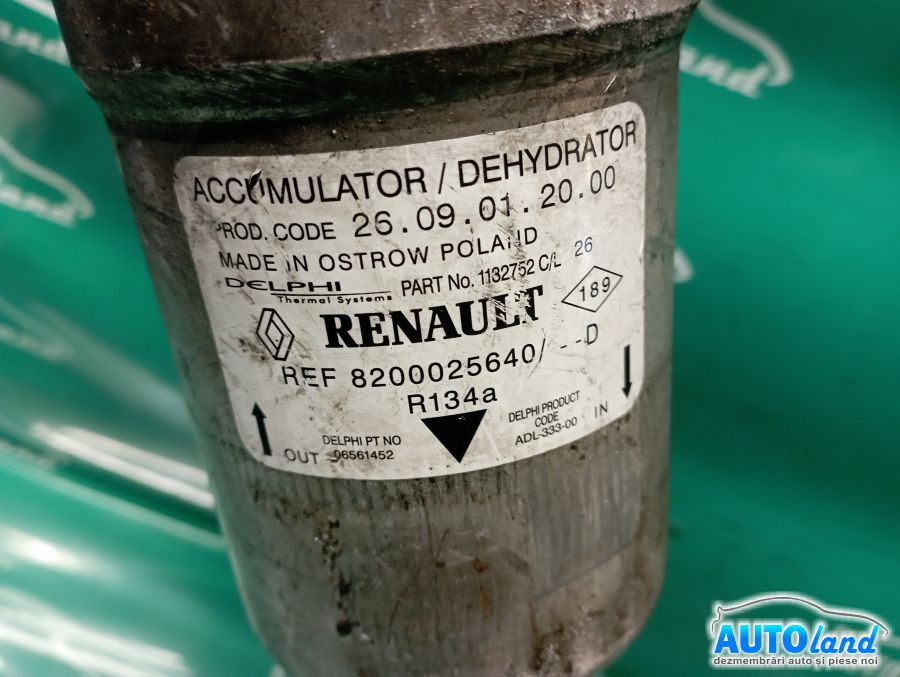 ACCUMULATOR / DEHYDRATOR
PROD. CODE 26.09.01.20.00
MADE IN OSTROW POLAND
DELPHI PART No. 1132752 C/L 26
Thermal Systems
RENAULT 189
REF 8200025640/ --D
R134a
OUT
DELPHI PT NO
06561452
DELPHI PRODUCT
CODE
ADL-333-00
IN
AUTOland
dezmembrări auto și piese noi